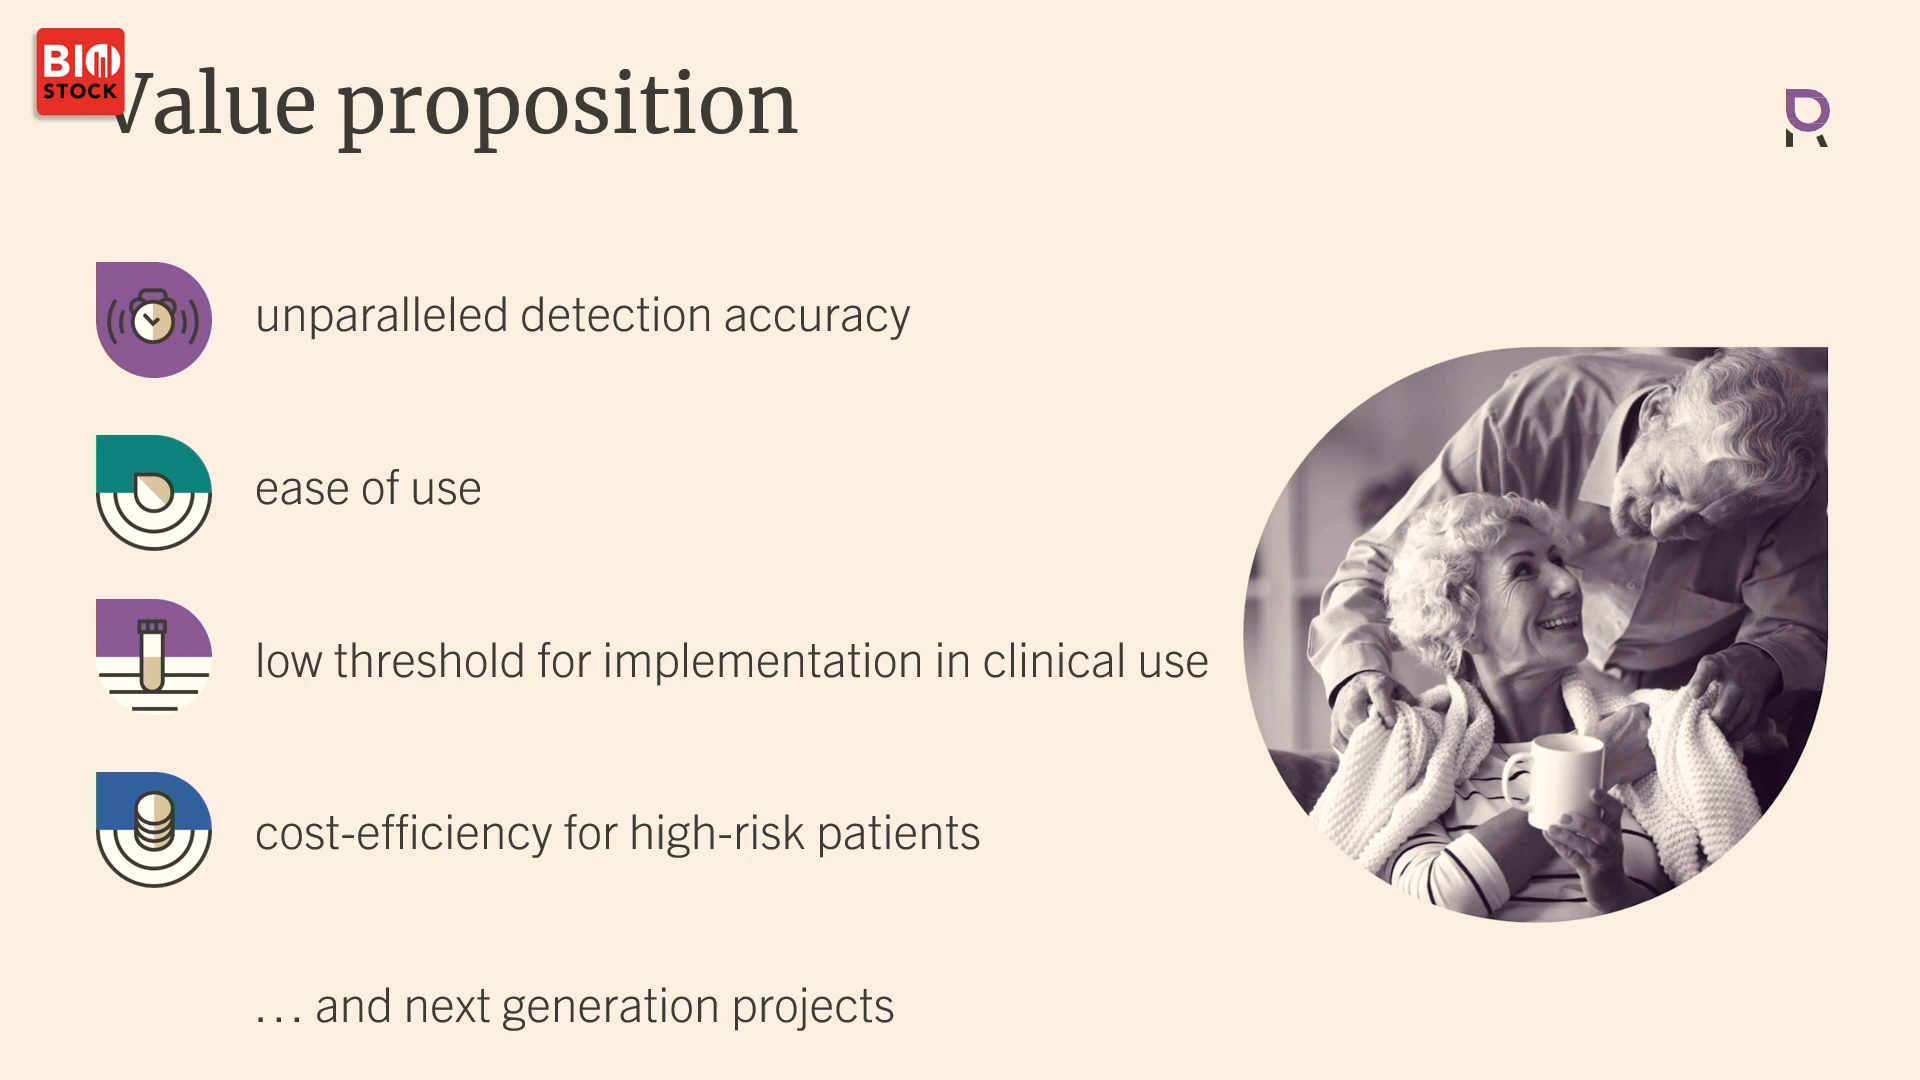 BIO
STOCK
Value proposition
unparalleled detection accuracy
ease of use
low threshold for implementation in clinical use
cost-efficiency for high-risk patients
... and next generation projects